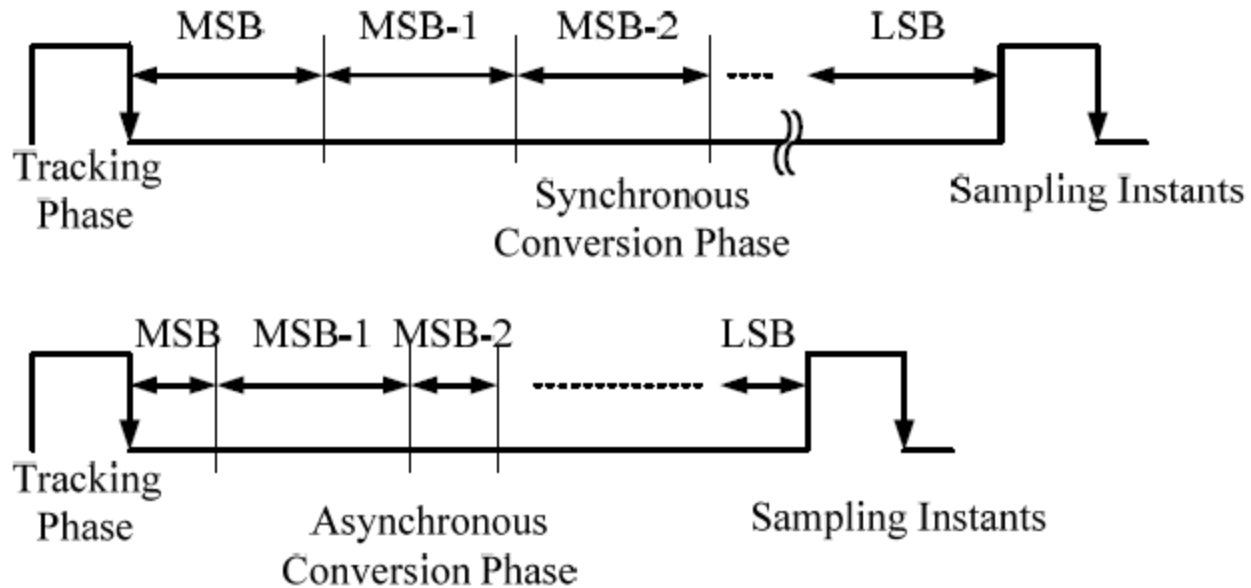 MSB MSB-1 MSB-2 LSB
Tracking
Phase
Synchronous
Conversion Phase
Sampling Instants
MSB MSB-1 MSB-2 LSB
Tracking
Phase
Asynchronous
Conversion Phase
Sampling Instants